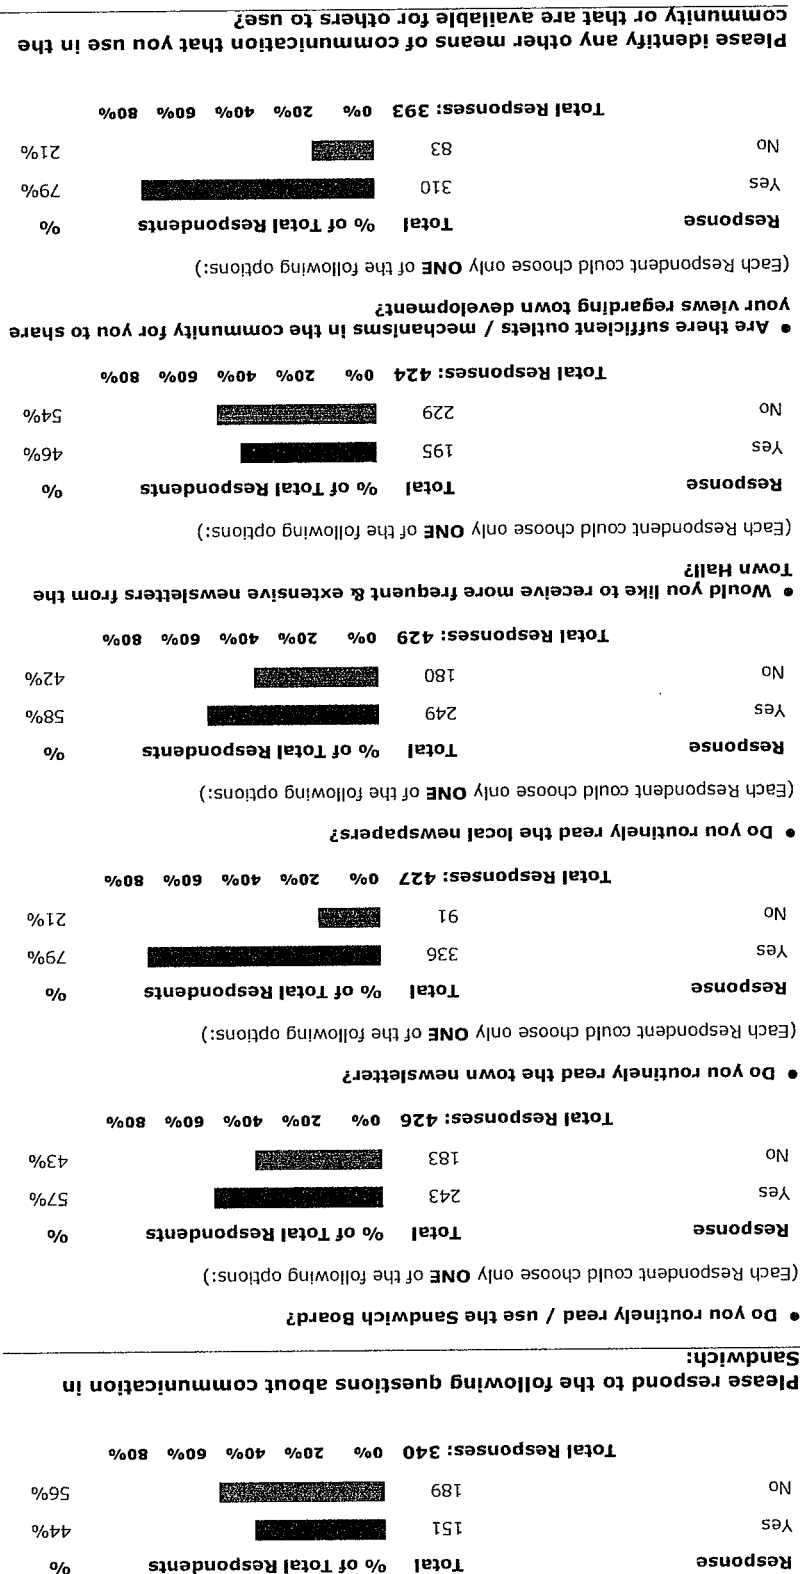 Response Total % of Total Respondents %
Yes 151 44%
No 189 56%
Total Responses: 340 0% 20% 40% 60% 80%
Please respond to the following questions about communication in
Sandwich:
• Do you routinely read / use the Sandwich Board?
(Each Respondent could choose only ONE of the following options:)
Response Total % of Total Respondents %
Yes 243 57%
No 183 43%
Total Responses: 426 0% 20% 40% 60% 80%
• Do you routinely read the town newsletter?
(Each Respondent could choose only ONE of the following options:)
Response Total % of Total Respondents %
Yes 336 79%
No 91 21%
Total Responses: 427 0% 20% 40% 60% 80%
• Do you routinely read the local newspapers?
(Each Respondent could choose only ONE of the following options:)
Response Total % of Total Respondents %
Yes 249 58%
No 180 42%
Total Responses: 429 0% 20% 40% 60% 80%
• Would you like to receive more frequent & extensive newsletters from the
Town Hall?
(Each Respondent could choose only ONE of the following options:)
Response Total % of Total Respondents %
Yes 195 46%
No 229 54%
Total Responses: 424 0% 20% 40% 60% 80%
• Are there sufficient outlets / mechanisms in the community for you to share
your views regarding town development?
(Each Respondent could choose only ONE of the following options:)
Response Total % of Total Respondents %
Yes 310 79%
No 83 21%
Total Responses: 393 0% 20% 40% 60% 80%
Please identify any other means of communication that you use in the
community or that are available for others to use?